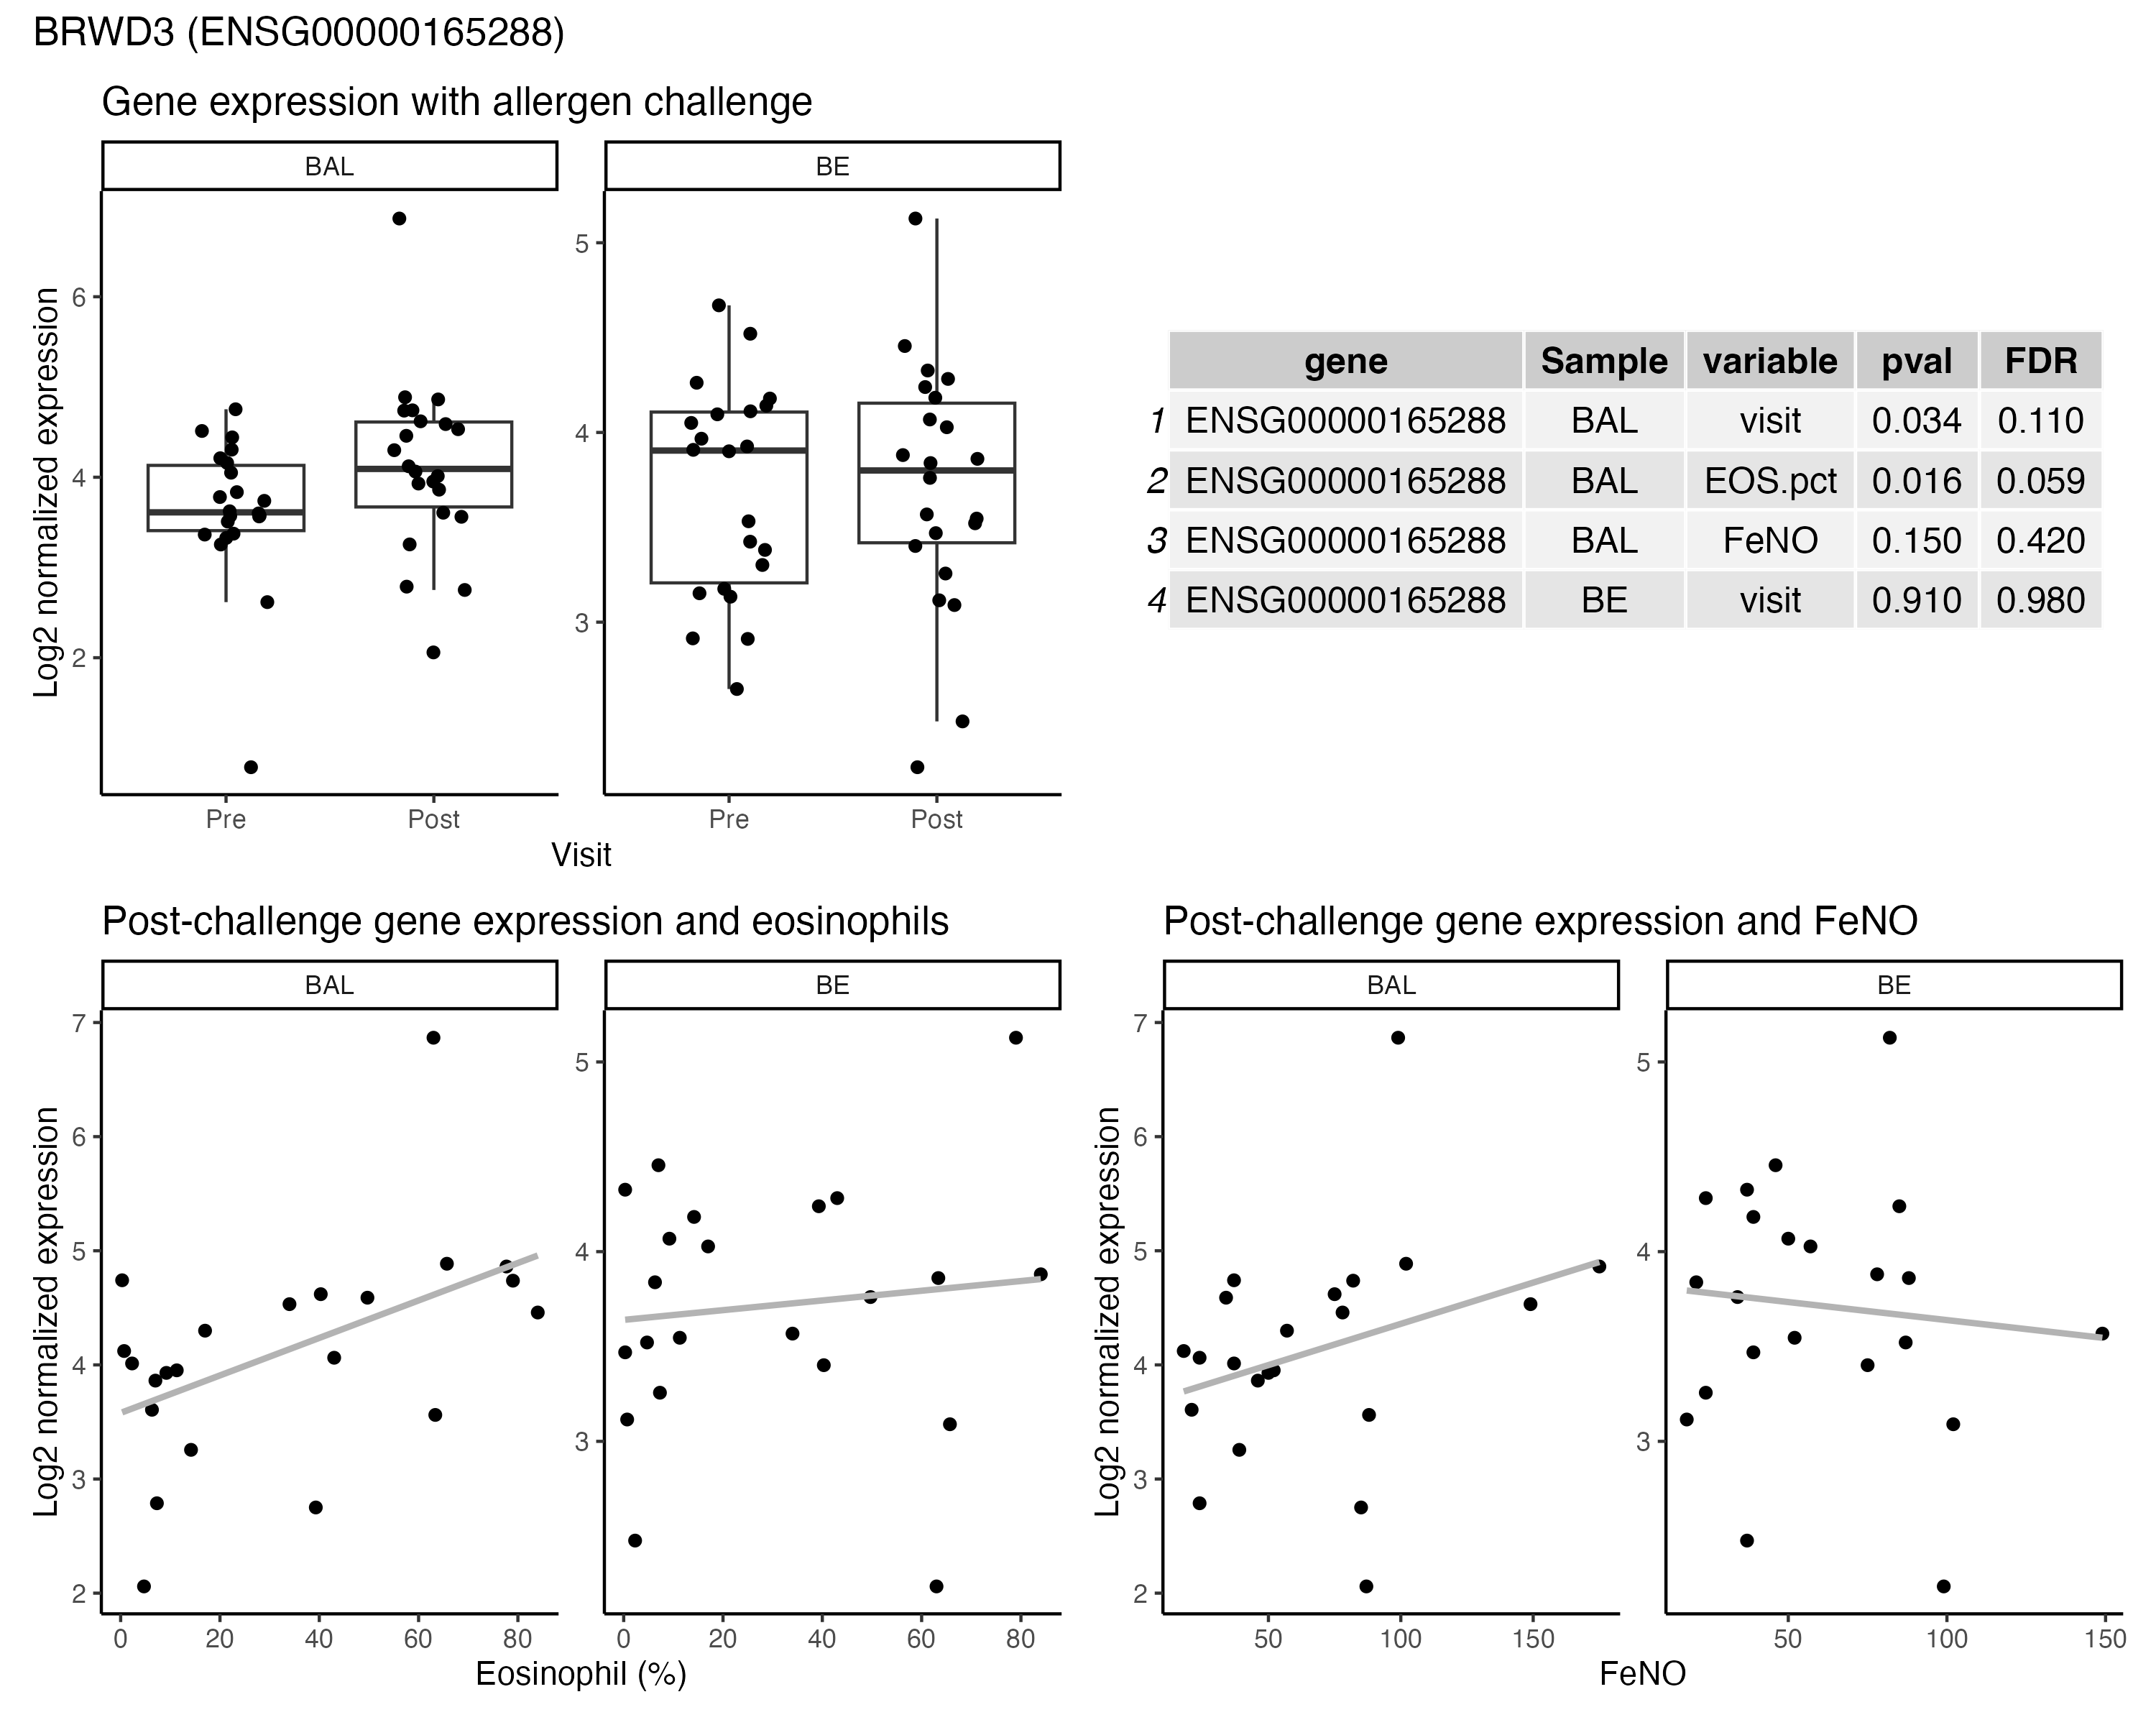 BRWD3 (ENSG00000165288)
Gene expression with allergen challenge
BAL BE
Log2 normalized expression
6
4
2
5
4
3
Pre Post Pre Post
Visit
gene Sample variable pval FDR
1 ENSG00000165288 BAL visit 0.034 0.110
2 ENSG00000165288 BAL EOS.pct 0.016 0.059
3 ENSG00000165288 BAL FeNO 0.150 0.420
4 ENSG00000165288 BE visit 0.910 0.980
Post-challenge gene expression and eosinophils
BAL BE
Log2 normalized expression
7
6
5
4
3
2
5
4
3
0 20 40 60 80 0 20 40 60 80
Eosinophil (%)
Post-challenge gene expression and FeNO
BAL BE
Log2 normalized expression
7
6
5
4
3
2
5
4
3
50 100 150 50 100 150
FeNO